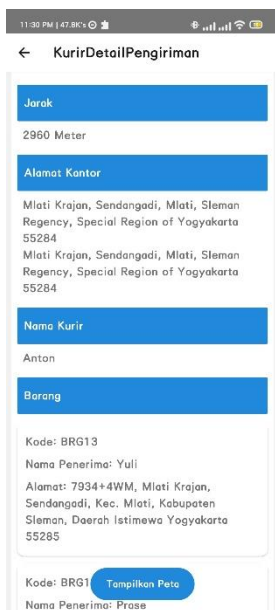 11:30 PM | 47.8K's
KurirDetailPengiriman
Jarak
2960 Meter
Alamat Kantor
Mlati Krajan, Sendangadi, Mlati, Sleman
Regency, Special Region of Yogyakarta
55284
Mlati Krajan, Sendangadi, Mlati, Sleman
Regency, Special Region of Yogyakarta
55284
Nama Kurir
Anton
Barang
Kode: BRG13
Nama Penerima: Yuli
Alamat: 7934+4WM, Mlati Krajan,
Sendangadi, Kec. Mlati, Kabupaten
Sleman, Daerah Istimewa Yogyakarta
55285
Kode: BRG1
Tampilkan Peta
Nama Penerima: